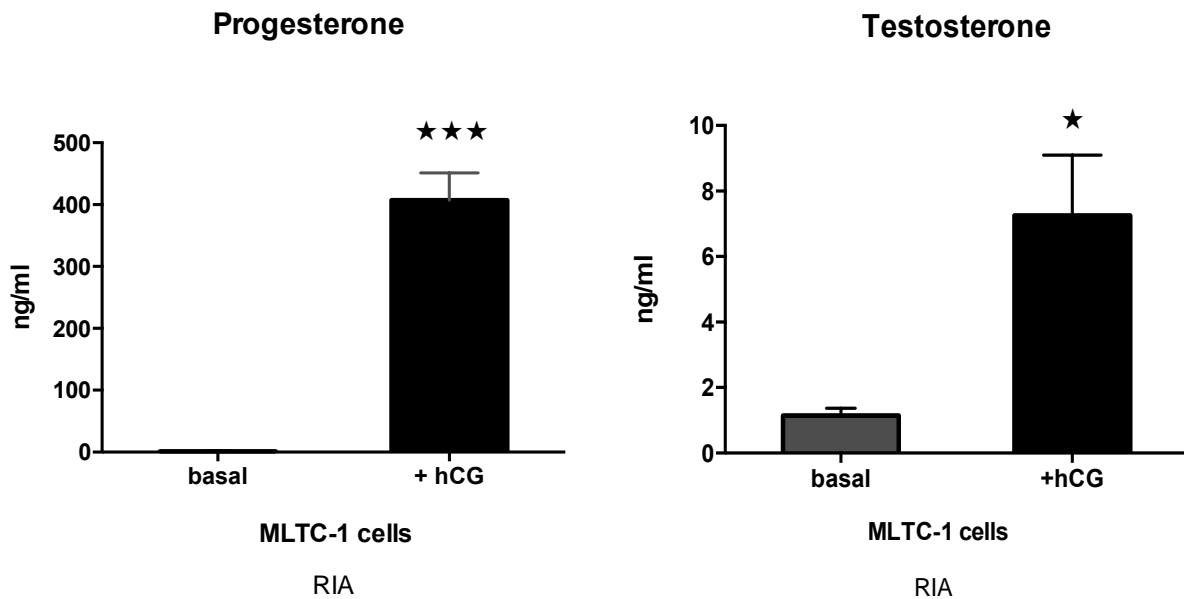 Progesterone
★★★
500
400
300
200
100
0
ng/ml
basal
+ hCG
MLTC-1 cells
RIA
Testosterone
★
10
8
6
4
2
0
ng/ml
basal
+hCG
MLTC-1 cells
RIA